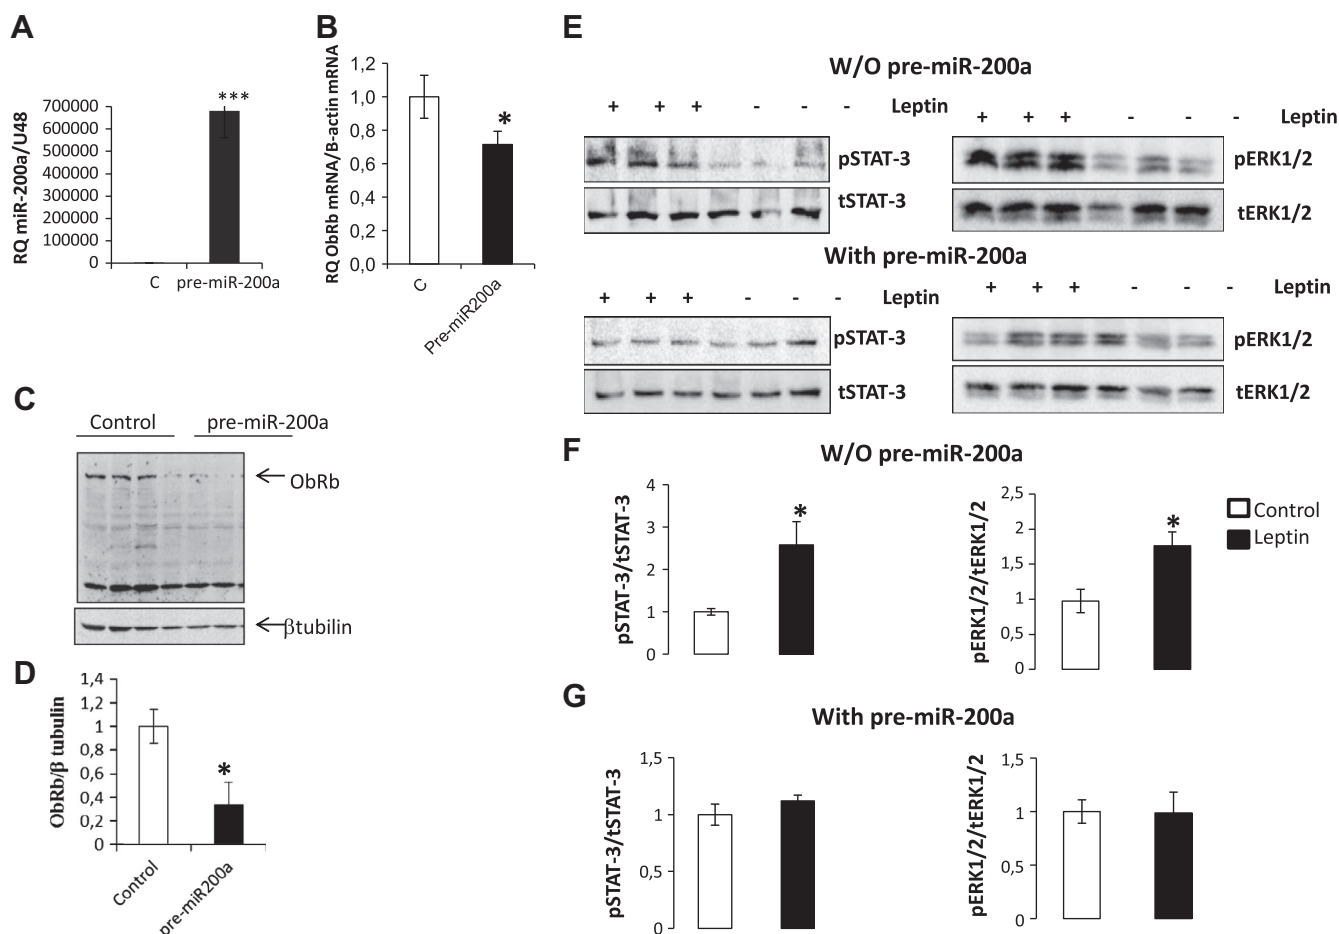 A
RQ miR-200a/U48
700000
600000
500000
400000
300000
200000
100000
0
***
C pre-miR-200a
B
RQ ObRb mRNA/B-actin mRNA
1,2
1,0
0,8
0,6
0,4
0,2
0,0
*
C
Pre-miR200a
C
Control pre-miR-200a
ObRb
βtubilin
D
ObRb/β tubulin
1,4
1,2
1
0,8
0,6
0,4
0,2
0
*
Control
pre-miR200a
E
W/O pre-miR-200a
+ + + - - - Leptin
pSTAT-3
tSTAT-3
+ + + - - - Leptin
pERK1/2
tERK1/2
With pre-miR-200a
+ + + - - - Leptin
pSTAT-3
tSTAT-3
+ + + - - - Leptin
pERK1/2
tERK1/2
F
W/O pre-miR-200a
pSTAT-3/tSTAT-3
4
3
2
1
0
*
pERK1/2/tERK1/2
2,5
2
1,5
1
0,5
0
*
Control
Leptin
G
With pre-miR-200a
pSTAT-3/tSTAT-3
1,5
1
0,5
0
pERK1/2/tERK1/2
1,5
1
0,5
0